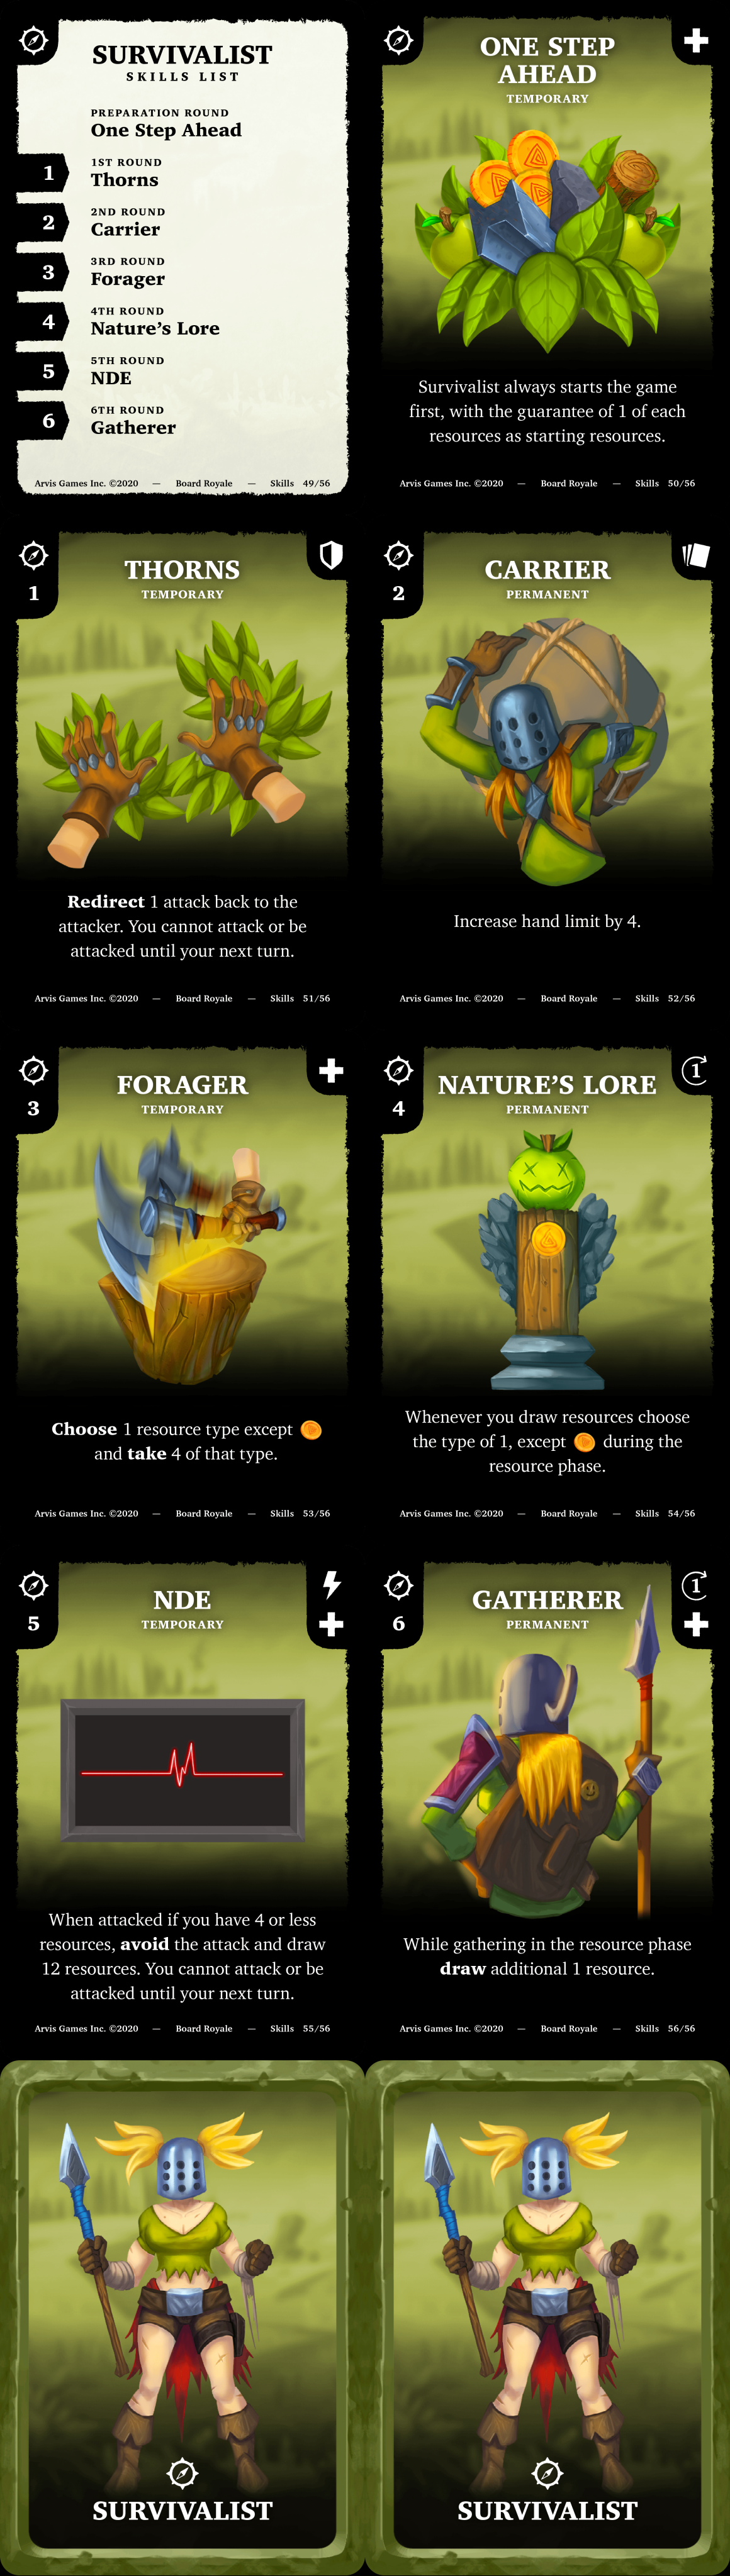 SURVIVALIST
SKILLS LIST
PREPARATION ROUND
One Step Ahead
1
1ST ROUND
Thorns
2
2ND ROUND
Carrier
3
3RD ROUND
Forager
4
4TH ROUND
Nature’s Lore
5
5TH ROUND
NDE
6
6TH ROUND
Gatherer
Arvis Games Inc. ©2020 — Board Royale — Skills 49/56
ONE STEP
AHEAD
TEMPORARY
Survivalist always starts the game
first, with the guarantee of 1 of each
resources as starting resources.
Arvis Games Inc. ©2020 — Board Royale — Skills 50/56
1
THORNS
TEMPORARY
Redirect 1 attack back to the
attacker. You cannot attack or be
attacked until your next turn.
Arvis Games Inc. ©2020 — Board Royale — Skills 51/56
2
CARRIER
PERMANENT
Increase hand limit by 4.
Arvis Games Inc. ©2020 — Board Royale — Skills 52/56
3
FORAGER
TEMPORARY
Choose 1 resource type except
and take 4 of that type.
Arvis Games Inc. ©2020 — Board Royale — Skills 53/56
4
NATURE’S LORE
1
PERMANENT
Whenever you draw resources choose
the type of 1, except during the
resource phase.
Arvis Games Inc. ©2020 — Board Royale — Skills 54/56
5
NDE
TEMPORARY
When attacked if you have 4 or less
resources, avoid the attack and draw
12 resources. You cannot attack or be
attacked until your next turn.
Arvis Games Inc. ©2020 — Board Royale — Skills 55/56
6
GATHERER
1
PERMANENT
While gathering in the resource phase
draw additional 1 resource.
Arvis Games Inc. ©2020 — Board Royale — Skills 56/56
SURVIVALIST
SURVIVALIST